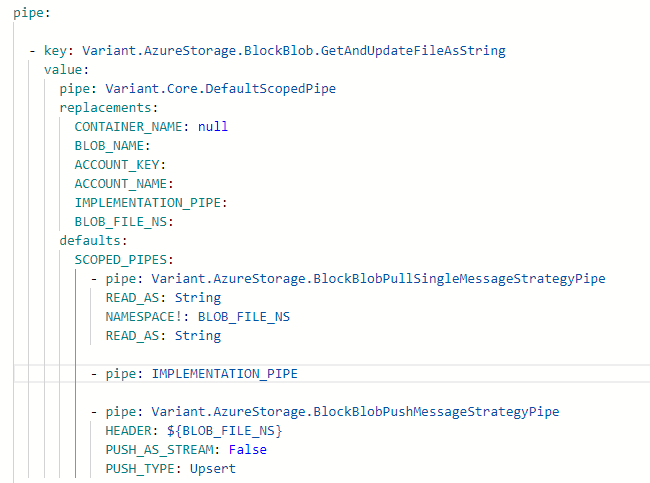 pipe:
- key: Variant.AzureStorage.BlockBlob.GetAndUpdateFileAsString
value:
pipe: Variant.Core.DefaultScopedPipe
replacements:
CONTAINER_NAME: null
BLOB_NAME:
ACCOUNT_KEY:
ACCOUNT_NAME:
IMPLEMENTATION_PIPE:
BLOB_FILE_NS:
defaults:
SCOPED_PIPES:
- pipe: Variant.AzureStorage.BlockBlobPullSingleMessageStrategyPipe
READ_AS: String
NAMESPACE!: BLOB_FILE_NS
READ_AS: String
- pipe: IMPLEMENTATION_PIPE
- pipe: Variant.AzureStorage.BlockBlobPushMessageStrategyPipe
HEADER: ${BLOB_FILE_NS}
PUSH_AS_STREAM: False
PUSH_TYPE: Upsert